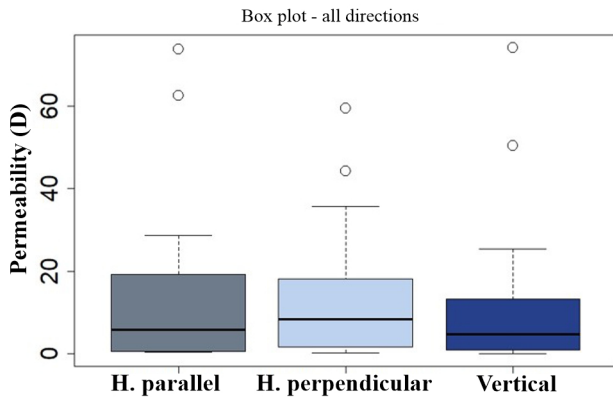 Box plot - all directions
Permeability (D)
60
40
20
0
H. parallel H. perpendicular Vertical